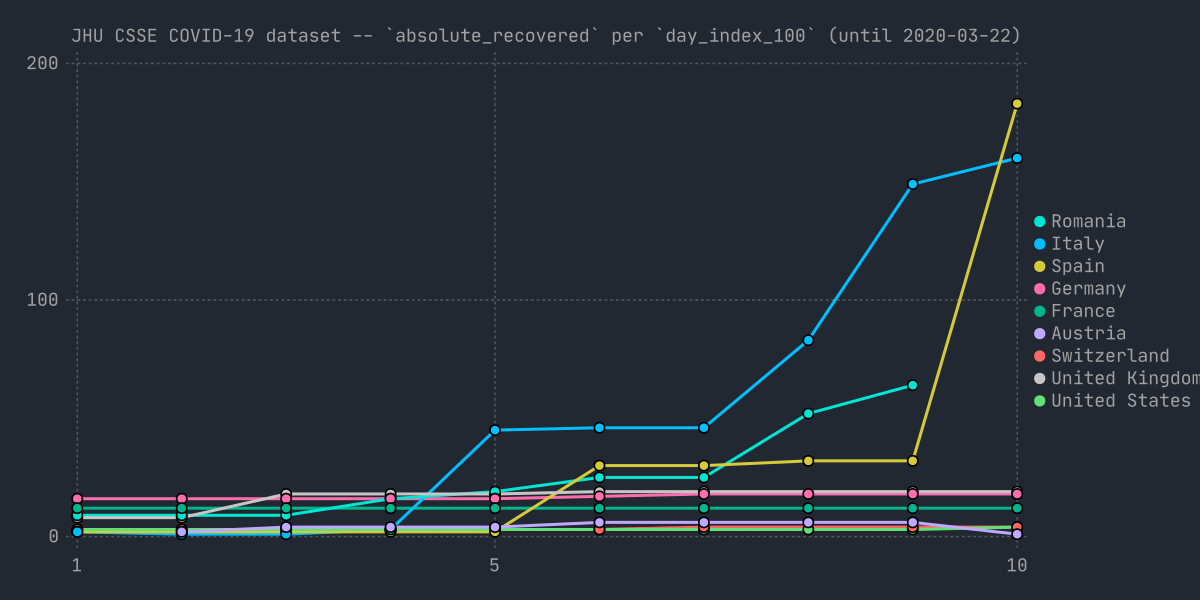 JHU CSSE COVID-19 dataset -- `absolute_recovered` per `day_index_100` (until 2020-03-22)
200
100
0
1 5 10
Romania
Italy
Spain
Germany
France
Austria
Switzerland
United Kingdom
United States